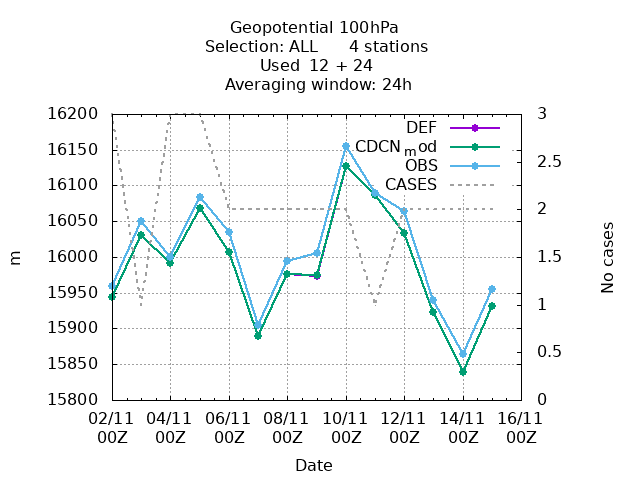 Geopotential 100hPa
Selection: ALL 4 stations
Used 12 + 24
Averaging window: 24h
16200
16150
16100
16050
16000
15950
15900
15850
15800
m
3
2.5
2
1.5
1
0.5
0
No cases
DEF
CDCNmod
OBS
CASES
02/11 04/11 06/11 08/11 10/11 12/11 14/11 16/11
00Z 00Z 00Z 00Z 00Z 00Z 00Z 00Z
Date